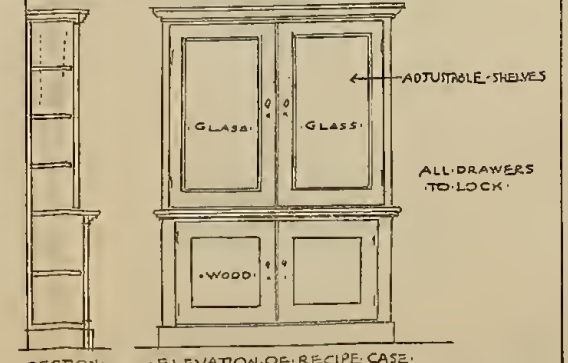 ADJUSTABLE·SHELVES
·GLASS·
·GLASS·
ALL·DRAWERS
·TO·LOCK·
·WOOD·
SECTION·
·ELEVATION·OF·RECIPE·CASE·